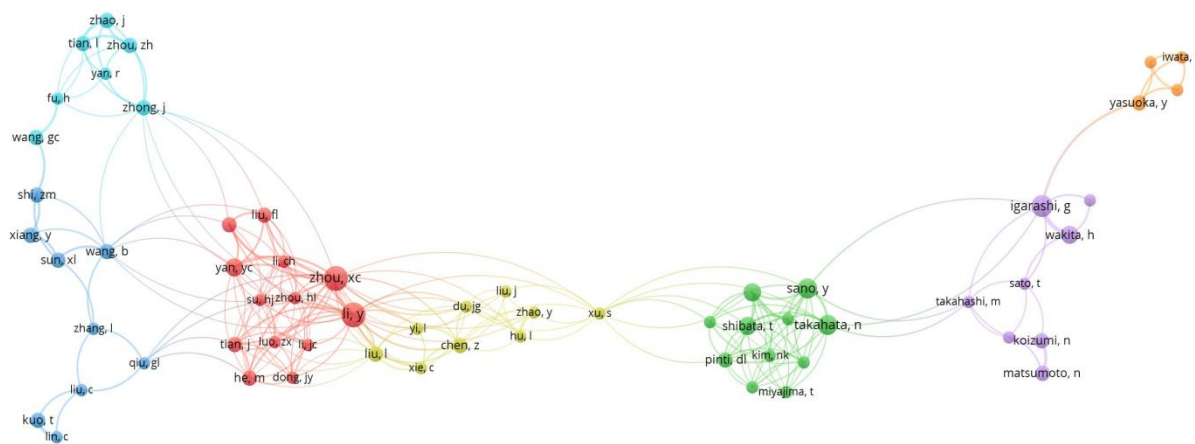 zhao, j
tian, l
zhou, zh
yan, r
fu, h
zhong, j
wang, gc
shi, zm
xiang, y
sun, xl
wang, b
zhang, l
qiu, gl
liu, c
kuo, t
lin, c
liu, fl
yan, yc
li, ch
zhou, xc
su, hj
zhou, hl
li, y
tian, j
luo, zx
li, jc
he, m
dong, jy
liu, j
du, jg
zhao, y
yi, l
hu, l
chen, z
liu, l
xie, c
xu, s
sano, y
shibata, t
takahata, n
pinti, dl
kim, nk
miyajima, t
iwata,
yasuoka, y
igarashi, g
wakita, h
sato, t
takahashi, m
koizumi, n
matsumoto, n